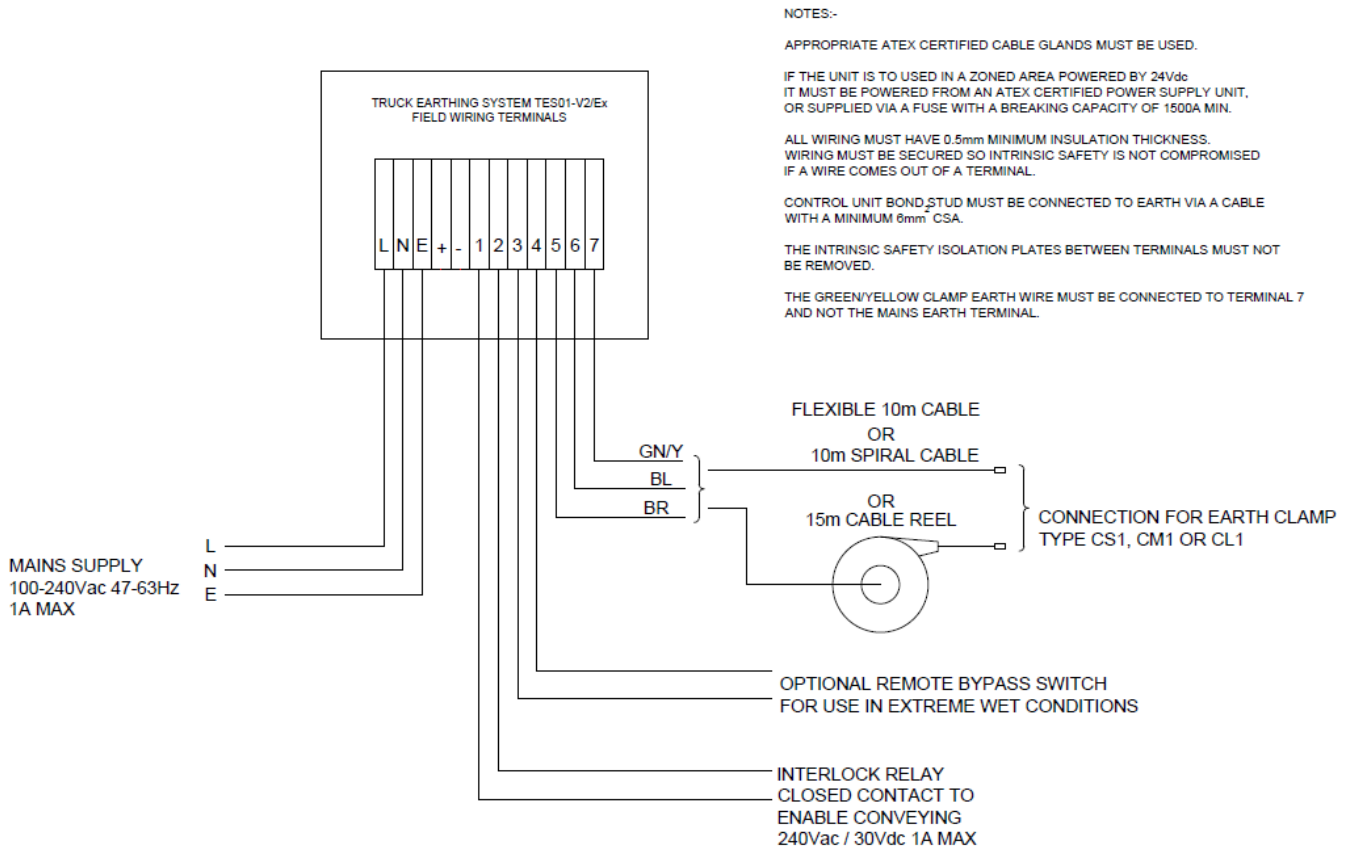 NOTES:-
APPROPRIATE ATEX CERTIFIED CABLE GLANDS MUST BE USED.
IF THE UNIT IS TO USED IN A ZONED AREA POWERED BY 24Vdc
IT MUST BE POWERED FROM AN ATEX CERTIFIED POWER SUPPLY UNIT,
OR SUPPLIED VIA A FUSE WITH A BREAKING CAPACITY OF 1500A MIN.
ALL WIRING MUST HAVE 0.5mm MINIMUM INSULATION THICKNESS.
WIRING MUST BE SECURED SO INTRINSIC SAFETY IS NOT COMPROMISED
IF A WIRE COMES OUT OF A TERMINAL.
CONTROL UNIT BOND STUD MUST BE CONNECTED TO EARTH VIA A CABLE
WITH A MINIMUM 6mm² CSA.
THE INTRINSIC SAFETY ISOLATION PLATES BETWEEN TERMINALS MUST NOT
BE REMOVED.
THE GREEN/YELLOW CLAMP EARTH WIRE MUST BE CONNECTED TO TERMINAL 7
AND NOT THE MAINS EARTH TERMINAL.
TRUCK EARTHING SYSTEM TES01-V2/Ex
FIELD WIRING TERMINALS
L N E + - 1 2 3 4 5 6 7
FLEXIBLE 10m CABLE
OR
10m SPIRAL CABLE
OR
15m CABLE REEL
GN/Y
BL
BR
CONNECTION FOR EARTH CLAMP
TYPE CS1, CM1 OR CL1
MAINS SUPPLY
100-240Vac 47-63Hz
1A MAX
L
N
E
OPTIONAL REMOTE BYPASS SWITCH
FOR USE IN EXTREME WET CONDITIONS
INTERLOCK RELAY
CLOSED CONTACT TO
ENABLE CONVEYING
240Vac / 30Vdc 1A MAX